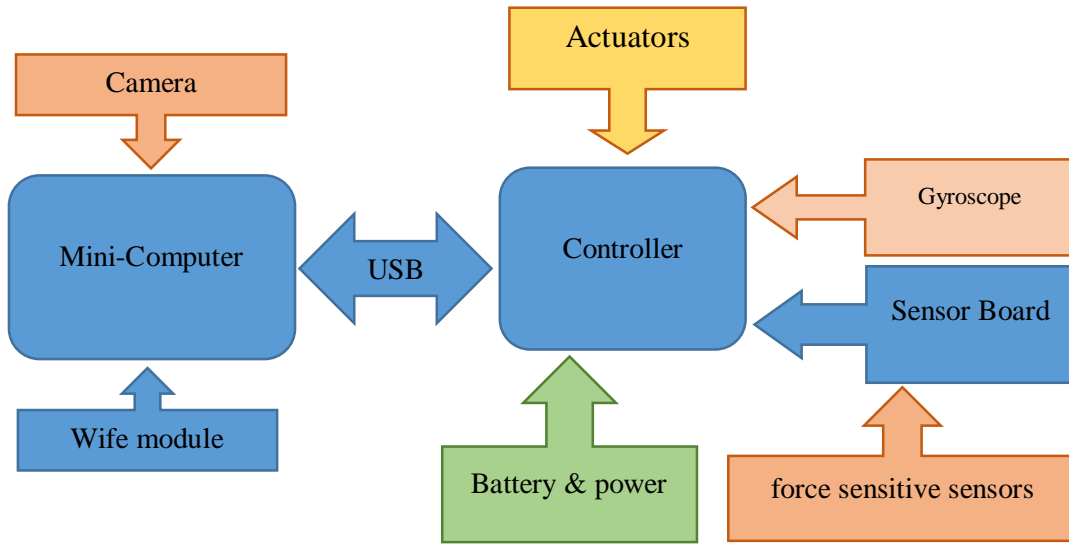 Actuators
Camera
Gyroscope
Mini-Computer
USB
Controller
Sensor Board
Wife module
Battery & power
force sensitive sensors